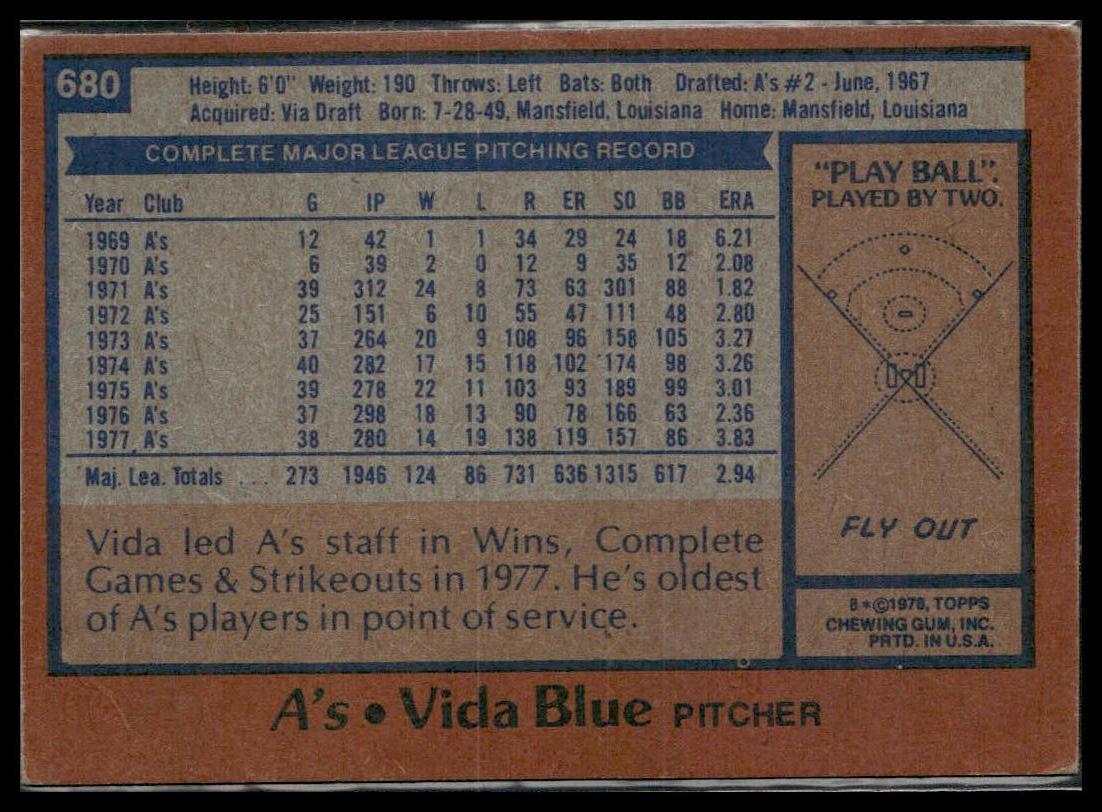 680
Height: 6'0" Weight: 190 Throws: Left Bats: Both Drafted: A's #2 - June, 1967
Acquired: Via Draft Born: 7-28-49, Mansfield, Louisiana Home: Mansfield, Louisiana
COMPLETE MAJOR LEAGUE PITCHING RECORD
Year Club G IP W L R ER SO BB ERA
1969 A's 12 42 1 1 34 29 24 18 6.21
1970 A's 6 39 2 0 12 9 35 12 2.08
1971 A's 39 312 24 8 73 63 301 88 1.82
1972 A's 25 151 6 10 55 47 111 48 2.80
1973 A's 37 264 20 9 108 96 158 105 3.27
1974 A's 40 282 17 15 118 102 174 98 3.26
1975 A's 39 278 22 11 103 93 189 99 3.01
1976 A's 37 298 18 13 90 78 166 63 2.36
1977 A's 38 280 14 19 138 119 157 86 3.83
Maj. Lea. Totals ... 273 1946 124 86 731 636 1315 617 2.94
Vida led A's staff in Wins, Complete
Games & Strikeouts in 1977. He's oldest
of A's players in point of service.
"PLAY BALL".
PLAYED BY TWO.
FLY OUT
B*©1978, TOPPS
CHEWING GUM, INC.
PRTD. IN U.S.A.
A's • Vida Blue PITCHER